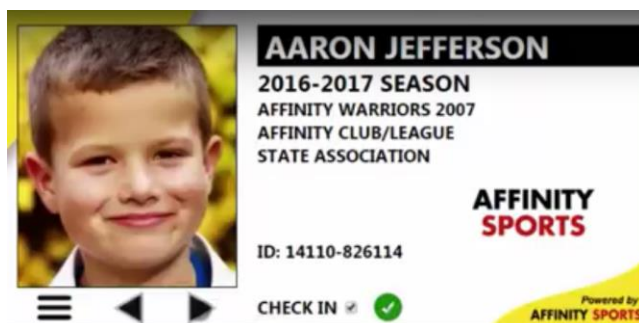 AARON JEFFERSON
2016-2017 SEASON
AFFINITY WARRIORS 2007
AFFINITY CLUB/LEAGUE
STATE ASSOCIATION
AFFINITY
SPORTS
ID: 14110-826114
CHECK IN
Powered by
AFFINITY SPORTS